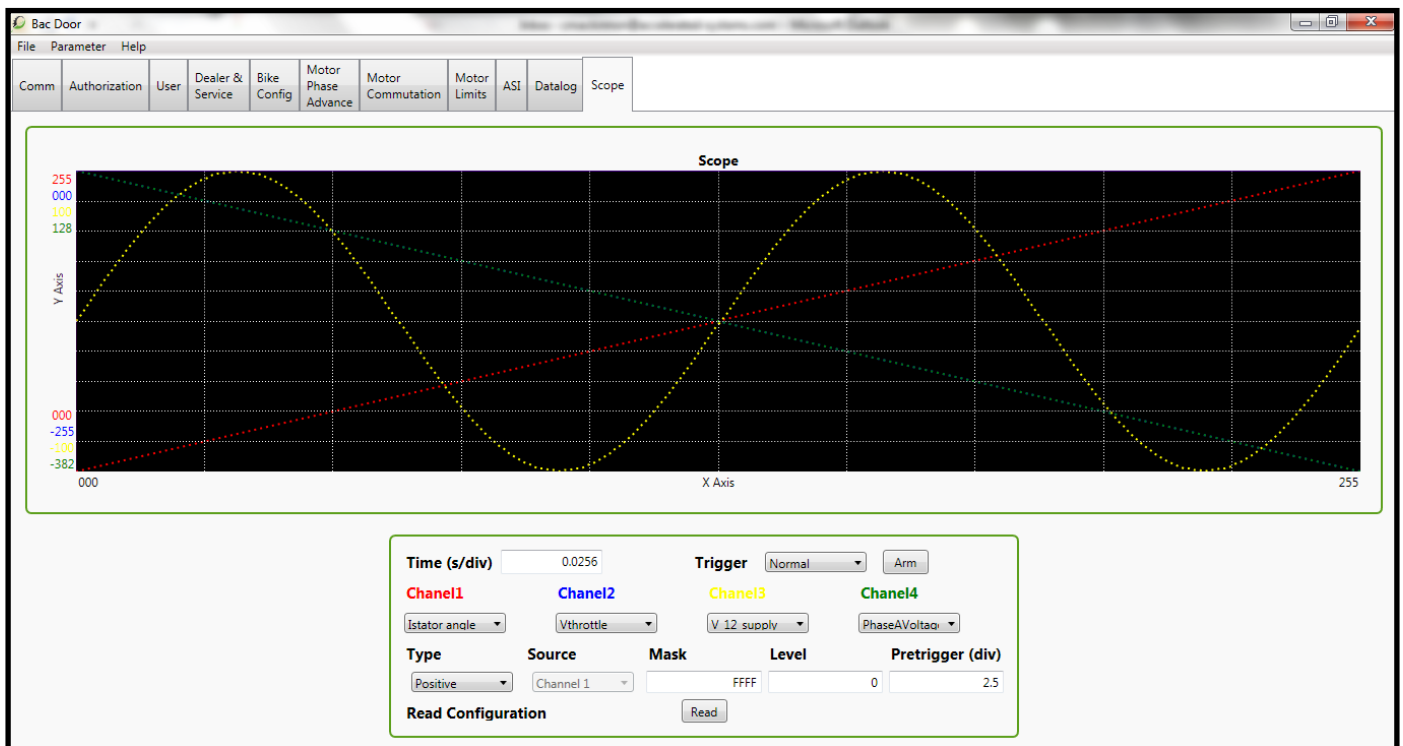 Bac Door
File Parameter Help
Comm Authorization User Dealer & Service Bike Config Motor Phase Advance Motor Commutation Motor Limits ASI Datalog Scope
Scope
255
000
100
128
Y Axis
000
-255
-100
-382
000 X Axis 255
Time (s/div) 0.0256 Trigger Normal Arm
Chanel1 Chanel2 Chanel3 Chanel4
Istator angle Vthrottle V 12 supply PhaseAVoltag
Type Source Mask Level Pretrigger (div)
Positive Channel 1 FFFF 0 2.5
Read Configuration Read